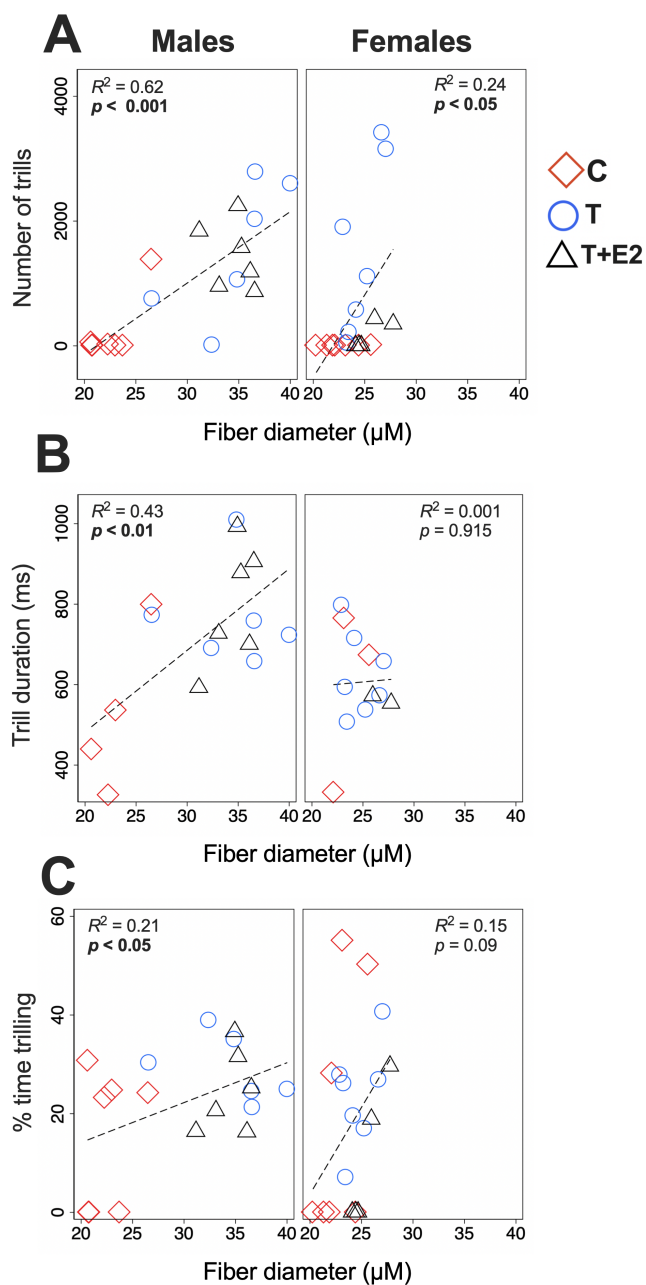 A
Males
Females
R² = 0.62
p < 0.001
R² = 0.24
p < 0.05
Number of trills
4000
2000
0
20 25 30 35 40
20 25 30 35 40
Fiber diameter (µM)
C
T
T+E2
B
R² = 0.43
p < 0.01
R² = 0.001
p = 0.915
Trill duration (ms)
1000
800
600
400
20 25 30 35 40
20 25 30 35 40
Fiber diameter (µM)
C
R² = 0.21
p < 0.05
R² = 0.15
p = 0.09
% time trilling
60
40
20
0
20 25 30 35 40
20 25 30 35 40
Fiber diameter (µM)